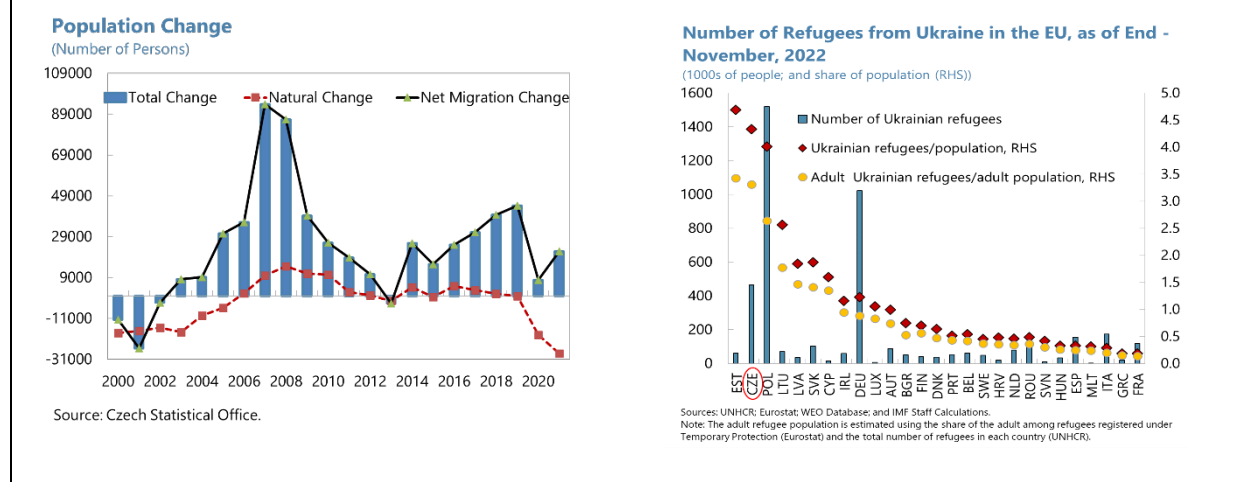 Population Change
(Number of Persons)
109000
89000
69000
49000
29000
9000
-11000
-31000
Total Change
Natural Change
Net Migration Change
2000 2002 2004 2006 2008 2010 2012 2014 2016 2018 2020
Source: Czech Statistical Office.
Number of Refugees from Ukraine in the EU, as of End -
November, 2022
(1000s of people; and share of population (RHS))
1600
1400
1200
1000
800
600
400
200
0
5.0
4.5
4.0
3.5
3.0
2.5
2.0
1.5
1.0
0.5
0.0
Number of Ukrainian refugees
Ukrainian refugees/population, RHS
Adult Ukrainian refugees/adult population, RHS
EST
CZE
POL
LTU
LVA
SVK
CYP
IRL
DEU
LUX
AUT
BGR
FIN
DNK
PRT
BEL
SWE
HRV
NLD
ROU
SVN
HUN
ESP
MLT
ITA
GRC
FRA
Sources: UNHCR; Eurostat; WEO Database; and IMF Staff Calculations.
Note: The adult refugee population is estimated using the share of the adult among refugees registered under
Temporary Protection (Eurostat) and the total number of refugees in each country (UNHCR).